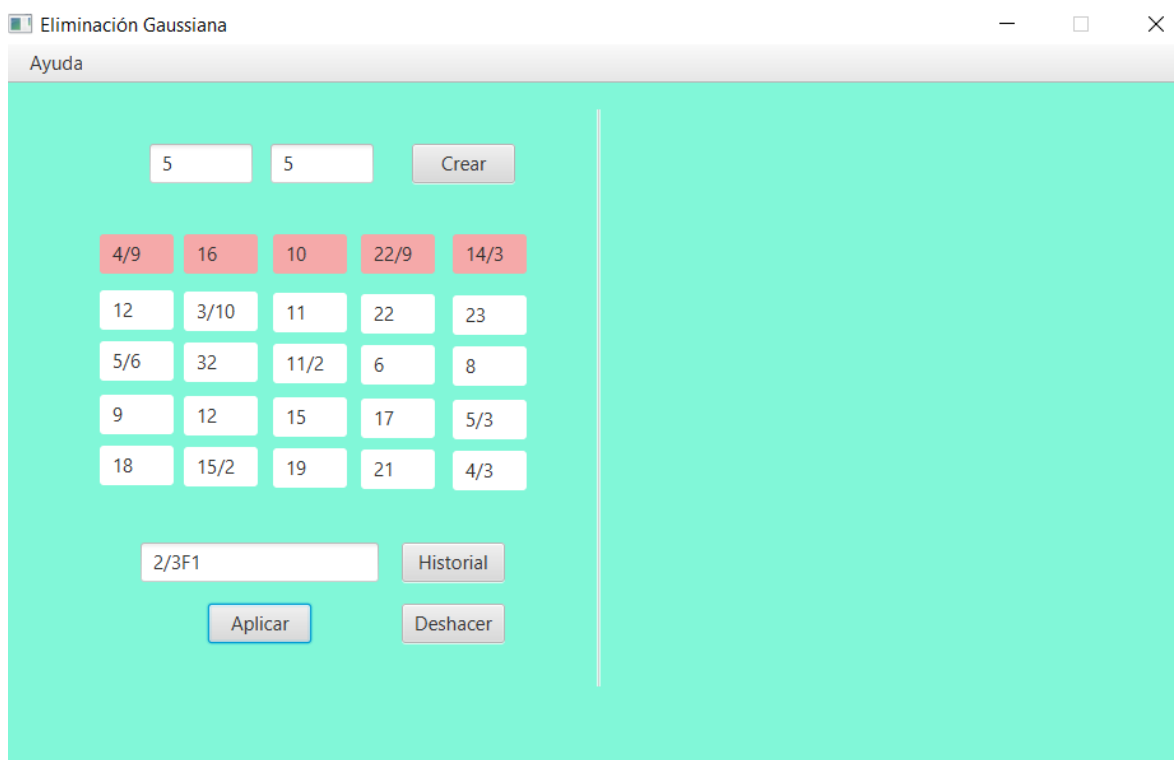 Eliminación Gaussiana
Ayuda
5 5 Crear
4/9 16 10 22/9 14/3
12 3/10 11 22 23
5/6 32 11/2 6 8
9 12 15 17 5/3
18 15/2 19 21 4/3
2/3F1 Historial
Aplicar Deshacer